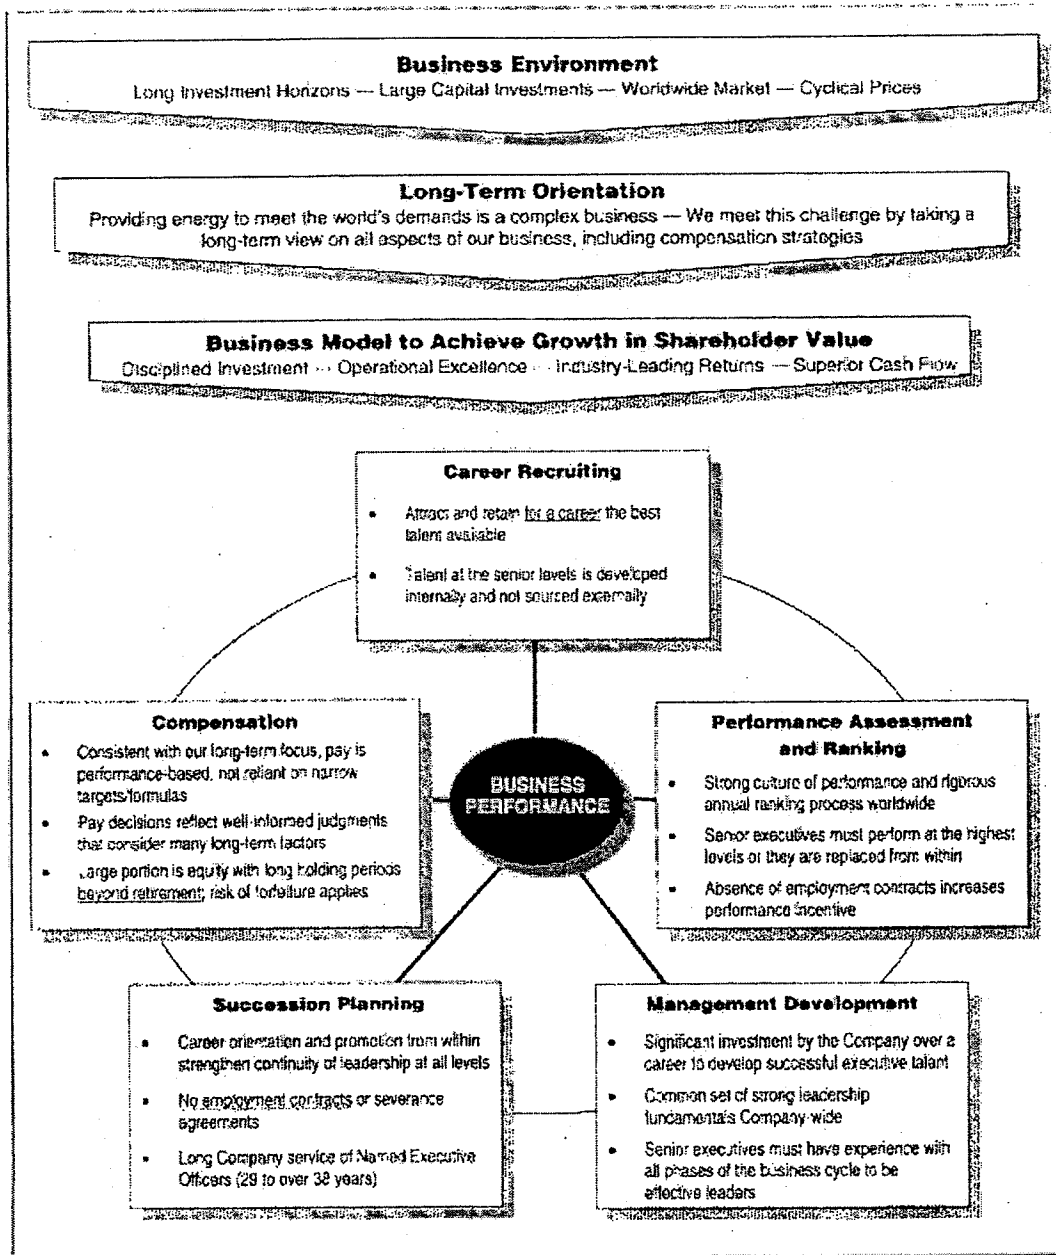 Business Environment
Long Investment Horizons — Large Capital Investments — Worldwide Market — Cyclical Prices
Long-Term Orientation
Providing energy to meet the world's demands is a complex business — We meet this challenge by taking a
long-term view on all aspects of our business, including compensation strategies
Business Model to Achieve Growth in Shareholder Value
Disciplined Investment — Operational Excellence — Industry-Leading Returns — Superior Cash Flow
Career Recruiting
• Attract and retain for a career the best
talent available
• Talent at the senior levels is developed
internally and not sourced externally
Compensation
• Consistent with our long-term focus, pay is
performance-based, not reliant on narrow
targets/formulas
• Pay decisions reflect well-informed judgments
that consider many long-term factors
• Large portion is equity with long holding periods
beyond retirement; risk of forfeiture applies
BUSINESS
PERFORMANCE
Performance Assessment
and Ranking
• Strong culture of performance and rigorous
annual ranking process worldwide
• Senior executives must perform at the highest
levels or they are replaced from within
• Absence of employment contracts increases
performance incentive
Succession Planning
• Career orientation and promotion from within
strengthen continuity of leadership at all levels
• No employment contracts or severance
agreements
• Long Company service of Named Executive
Officers (29 to over 38 years)
Management Development
• Significant investment by the Company over a
career to develop successful executive talent
• Common set of strong leadership
fundamentals Company-wide
• Senior executives must have experience with
all phases of the business cycle to be
effective leaders